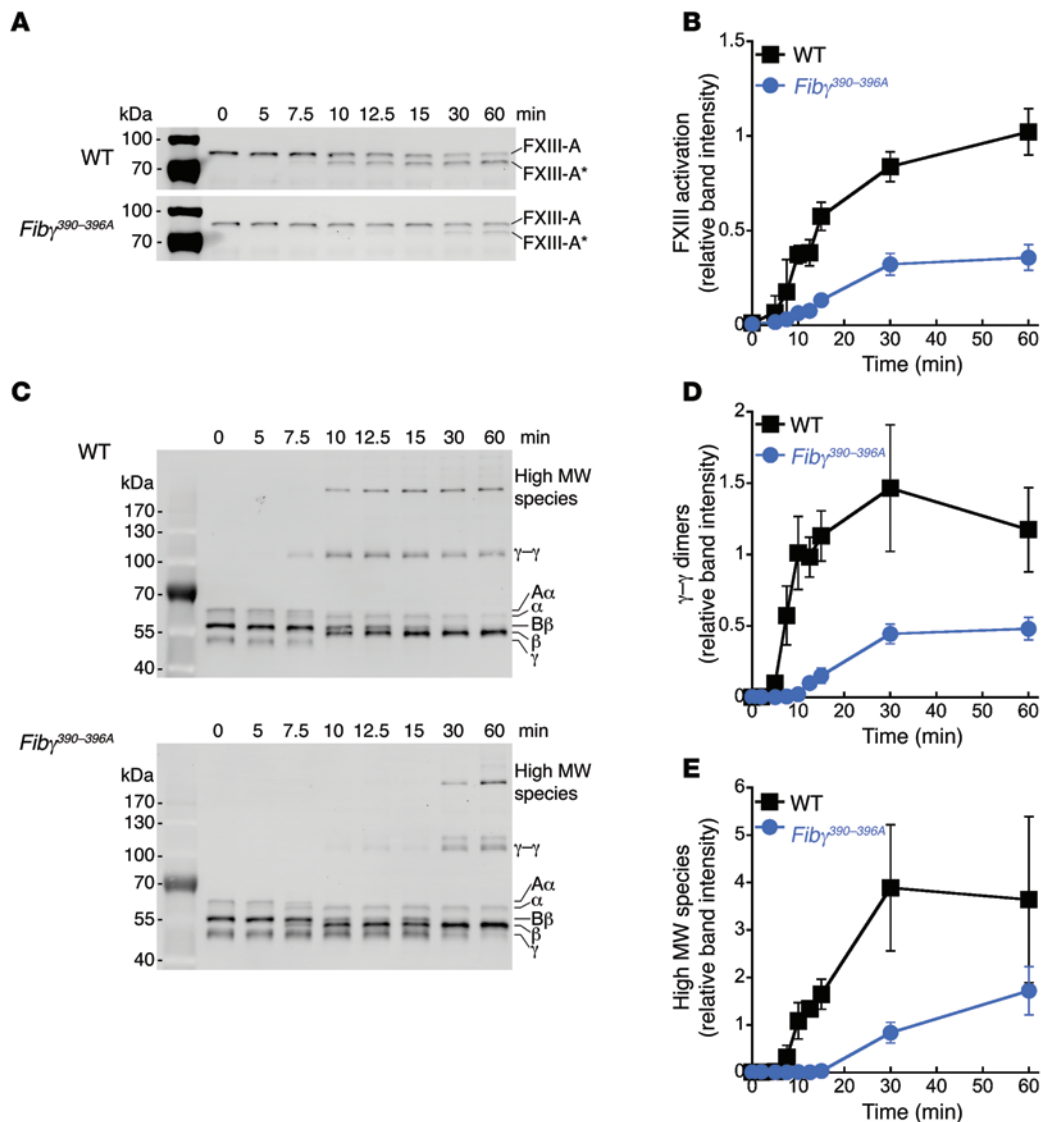 A
kDa 0 5 7.5 10 12.5 15 30 60 min
WT
100
70
FXIII-A
FXIII-A*
Fibγ390–396A
100
70
FXIII-A
FXIII-A*
B
FXIII activation
(relative band intensity)
1.5
1
0.5
0
WT
Fibγ390–396A
0 10 20 30 40 50 60
Time (min)
C
WT
0 5 7.5 10 12.5 15 30 60 min
kDa
170
130
100
70
55
40
High MW
species
γ–γ
Aα
α
Bβ
β
γ
Fibγ390–396A
0 5 7.5 10 12.5 15 30 60 min
kDa
170
130
100
70
55
40
High MW
species
γ–γ
Aα
α
Bβ
β
γ
D
γ–γ dimers
(relative band intensity)
2
1.5
1
0.5
0
WT
Fibγ390–396A
0 10 20 30 40 50 60
Time (min)
E
High MW species
(relative band intensity)
6
5
4
3
2
1
0
WT
Fibγ390–396A
0 10 20 30 40 50 60
Time (min)